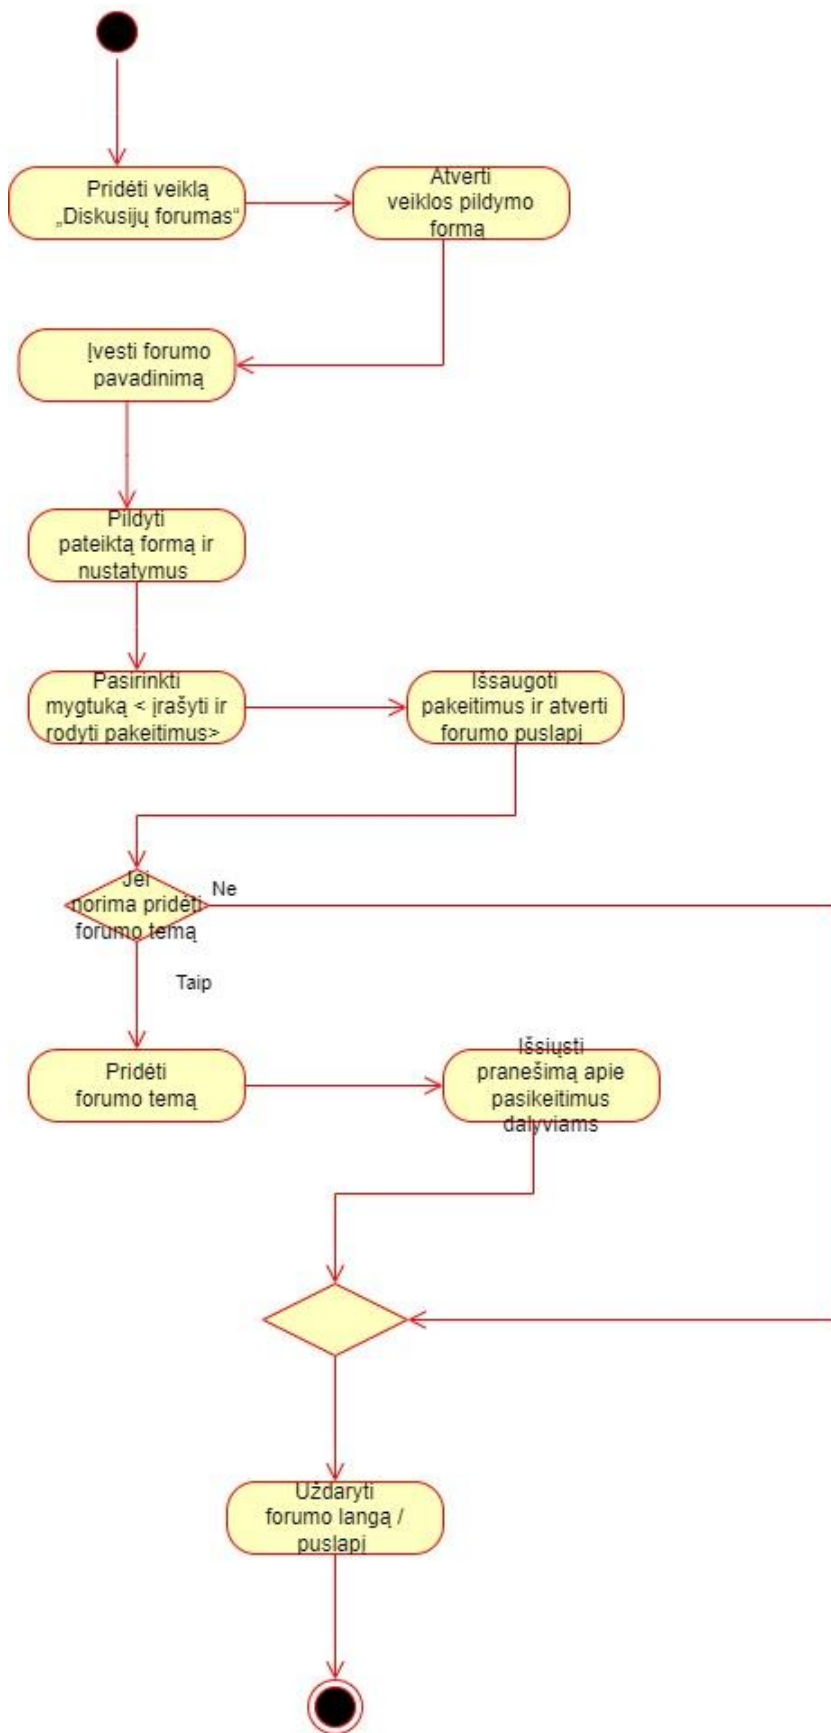 Pridėti veiklą
„Diskusijų forumas“
Atverti
veiklos pildymo
formą
Įvesti forumo
pavadinimą
Pildyti
pateiktą formą ir
nustatymus
Pasirinkti
mygtuką < įrašyti ir
rodyti pakeitimus>
Išsaugoti
pakeitimus ir atverti
forumo puslapį
Jei
norima pridėti
forumo temą
Ne
Taip
Pridėti
forumo temą
Išsiųsti
pranešimą apie
pasikeitimus
dalyviams
Uždaryti
forumo langą /
puslapį